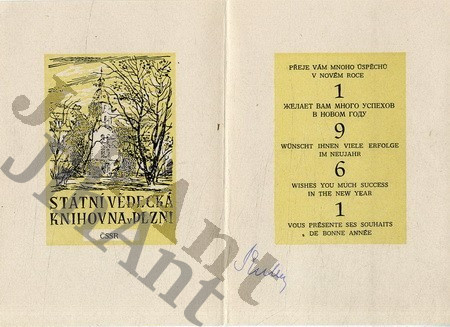 STÁTNÍ VĚDECKÁ
KNIHOVNA V PLZNI
ČSSR
PŘEJE VÁM MNOHO ÚSPĚCHŮ
V NOVÉM ROCE
1
ЖЕЛАЕТ ВАМ МНОГО УСПЕХОВ
В НОВОМ ГОДУ
9
WÜNSCHT IHNEN VIELE ERFOLGE
IM NEUJAHR
6
WISHES YOU MUCH SUCCESS
IN THE NEW YEAR
1
VOUS PRÉSENTE SES SOUHAITS
DE BONNE ANNÉE